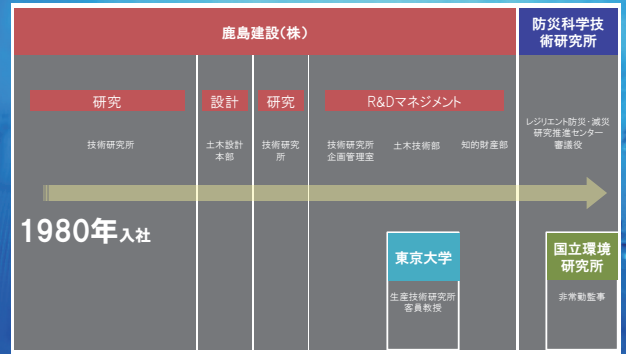 鹿島建設(株)
防災科学技
術研究所
研究
設計
研究
R&Dマネジメント
技術研究所
土木設計
本部
技術研究
所
技術研究所
企画管理室
土木技術部
知的財産部
レジリエント防災・減災
研究推進センター
審議役
1980年入社
東京大学
生産技術研究所
客員教授
国立環境
研究所
非常勤監事